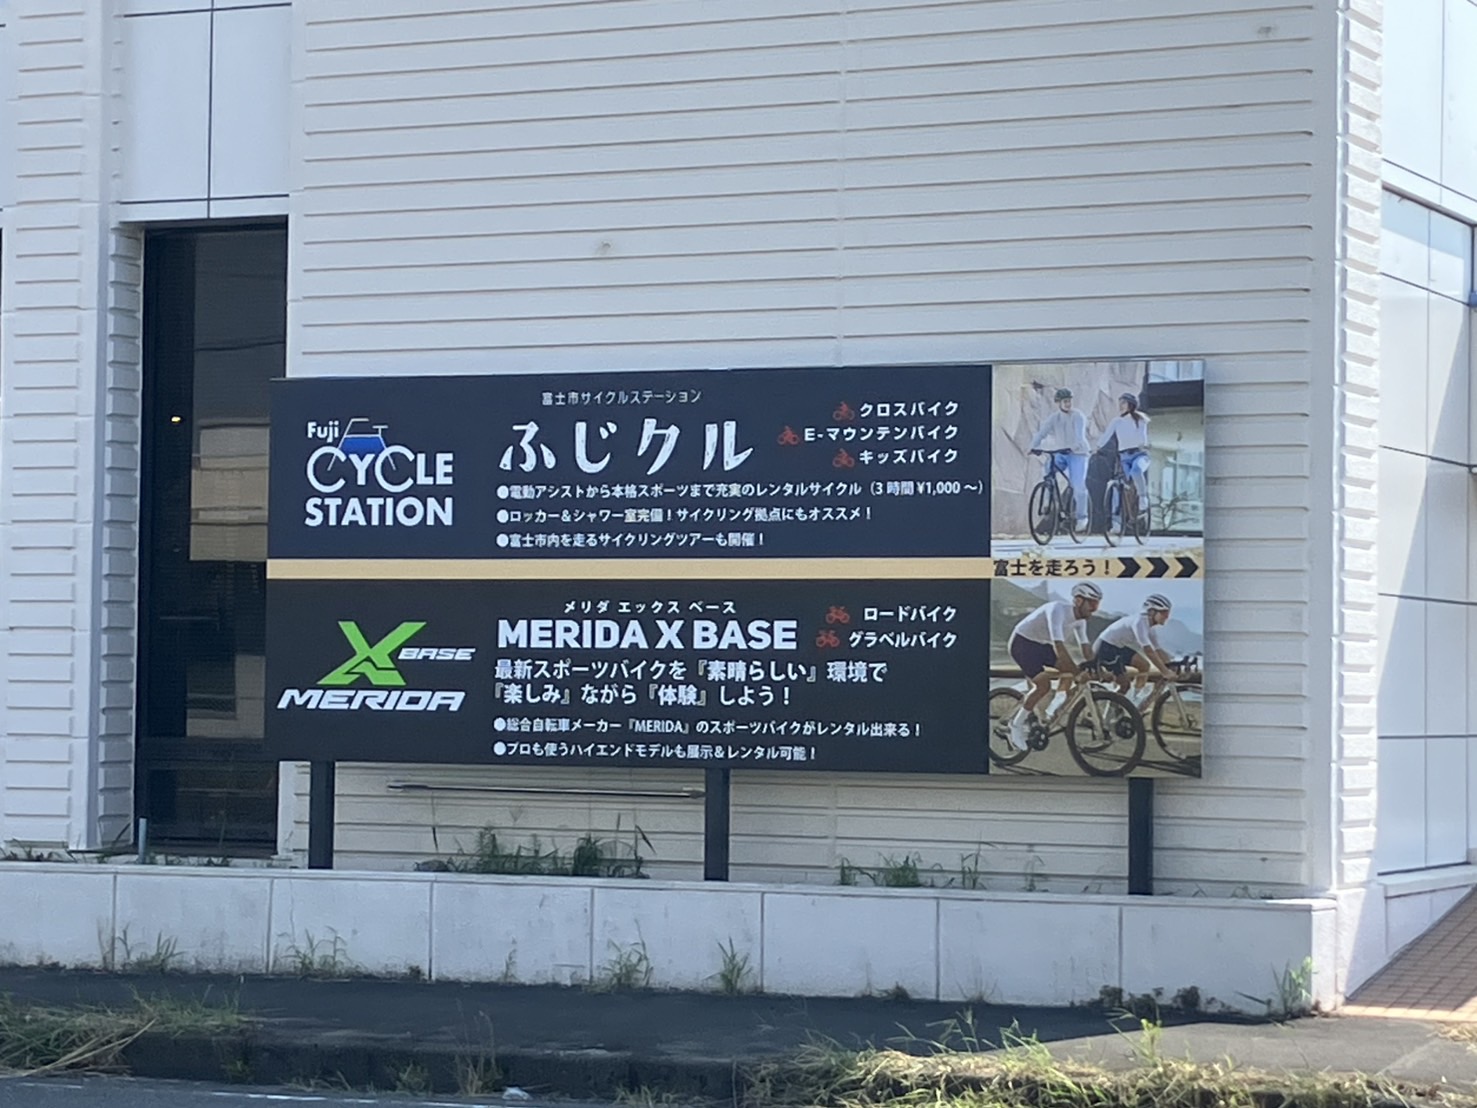 Fuji
CYCLE
STATION
富士市サイクルステーション
ふじクル
クロスバイク
E-マウンテンバイク
キッズバイク
●電動アシストから本格スポーツまで充実のレンタルサイクル（3時間¥1,000～）
●ロッカー＆シャワー室完備！サイクリング拠点にもオススメ！
●富士市内を走るサイクリングツアーも開催！
富士を走ろう！
X BASE
MERIDA
メリダ エックス ベース
MERIDA X BASE
ロードバイク
グラベルバイク
最新スポーツバイクを『素晴らしい』環境で
『楽しみ』ながら『体験』しよう！
●総合自転車メーカー『MERIDA』のスポーツバイクがレンタル出来る！
●プロも使うハイエンドモデルも展示＆レンタル可能！